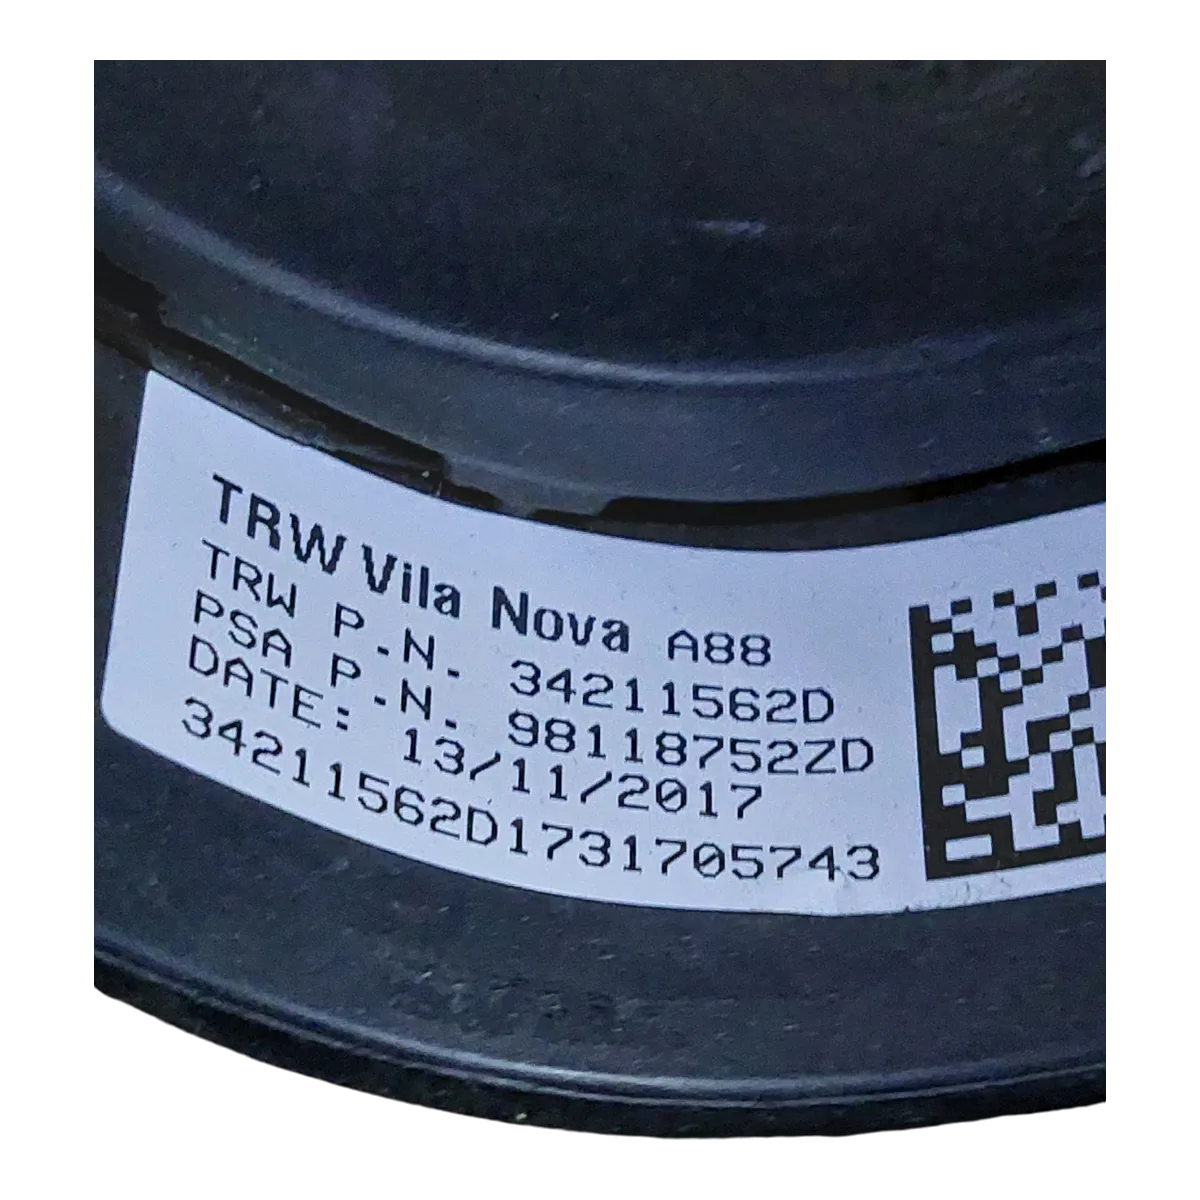 TRW Vila Nova A88
TRW P.N. 34211562D
PSA P.N. 98118752ZD
DATE: 13/11/2017
34211562D1731705743